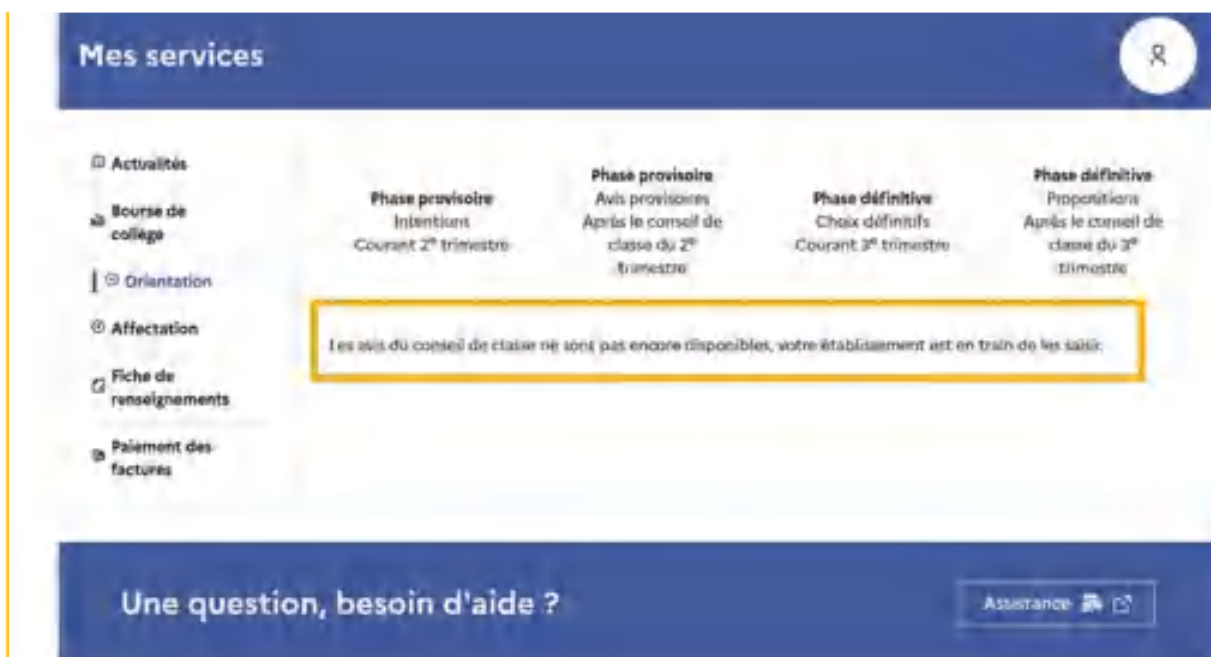 Mes services
Actualités
Bourse de
collège
Orientation
Affectation
Fiche de
renseignements
Paiement des
factures
Phase provisoire
Intentions
Courant 2ᵉ trimestre
Phase provisoire
Avis provisoires
Après le conseil de
classe du 2ᵉ
trimestre
Phase définitive
Choix définitifs
Courant 3ᵉ trimestre
Phase définitive
Propositions
Après le conseil de
classe du 3ᵉ
trimestre
Les avis du conseil de classe ne sont pas encore disponibles, votre établissement est en train de les saisir.
Une question, besoin d'aide ?
Assistance